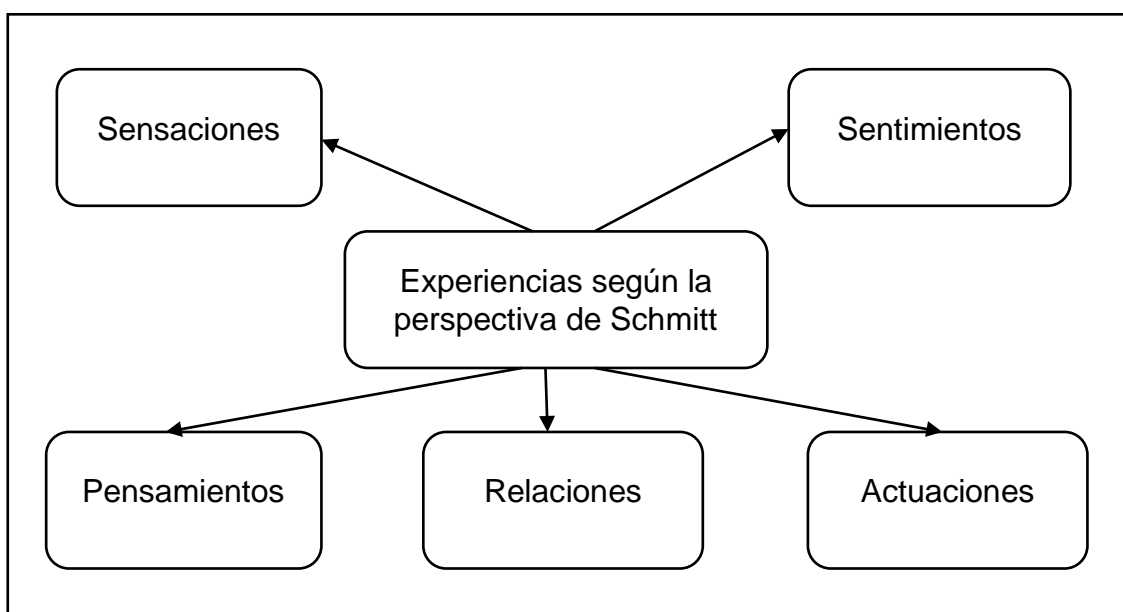 Sensaciones
Sentimientos
Experiencias según la
perspectiva de Schmitt
Pensamientos
Relaciones
Actuaciones